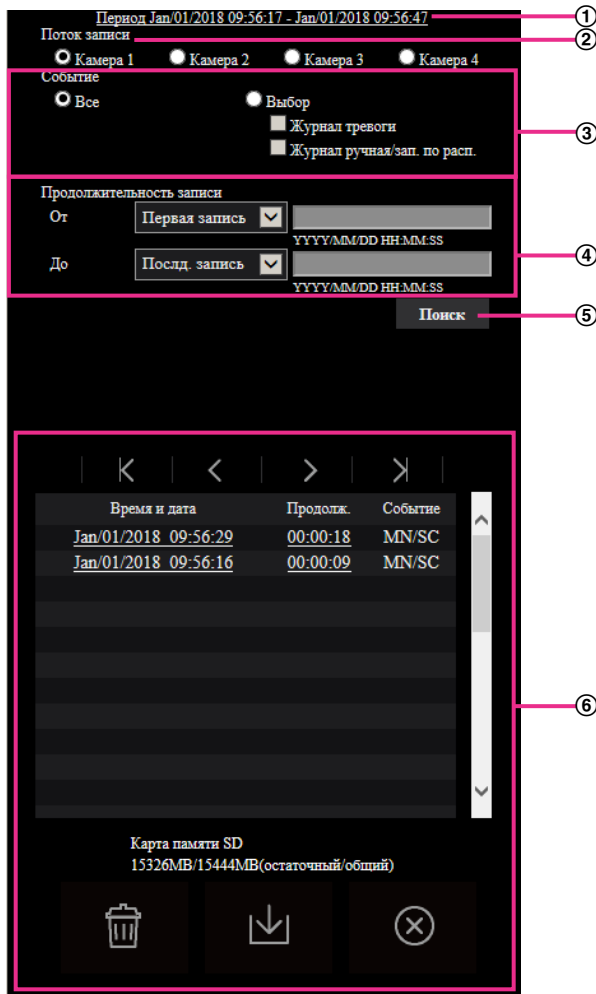 Период Jan/01/2018 09:56:17 - Jan/01/2018 09:56:47
①
Поток записи
②
Камера 1 Камера 2 Камера 3 Камера 4
Событие
Все Выбор
Журнал тревоги
③
Журнал ручная/зап. по расп.
Продолжительность записи
От Первая запись
YYYY/MM/DD HH:MM:SS
④
До Послд. запись
YYYY/MM/DD HH:MM:SS
Поиск
⑤
Время и дата Продолж. Событие
Jan/01/2018 09:56:29 00:00:18 MN/SC
Jan/01/2018 09:56:16 00:00:09 MN/SC
⑥
Карта памяти SD
15326MB/15444MB(остаточный/общий)